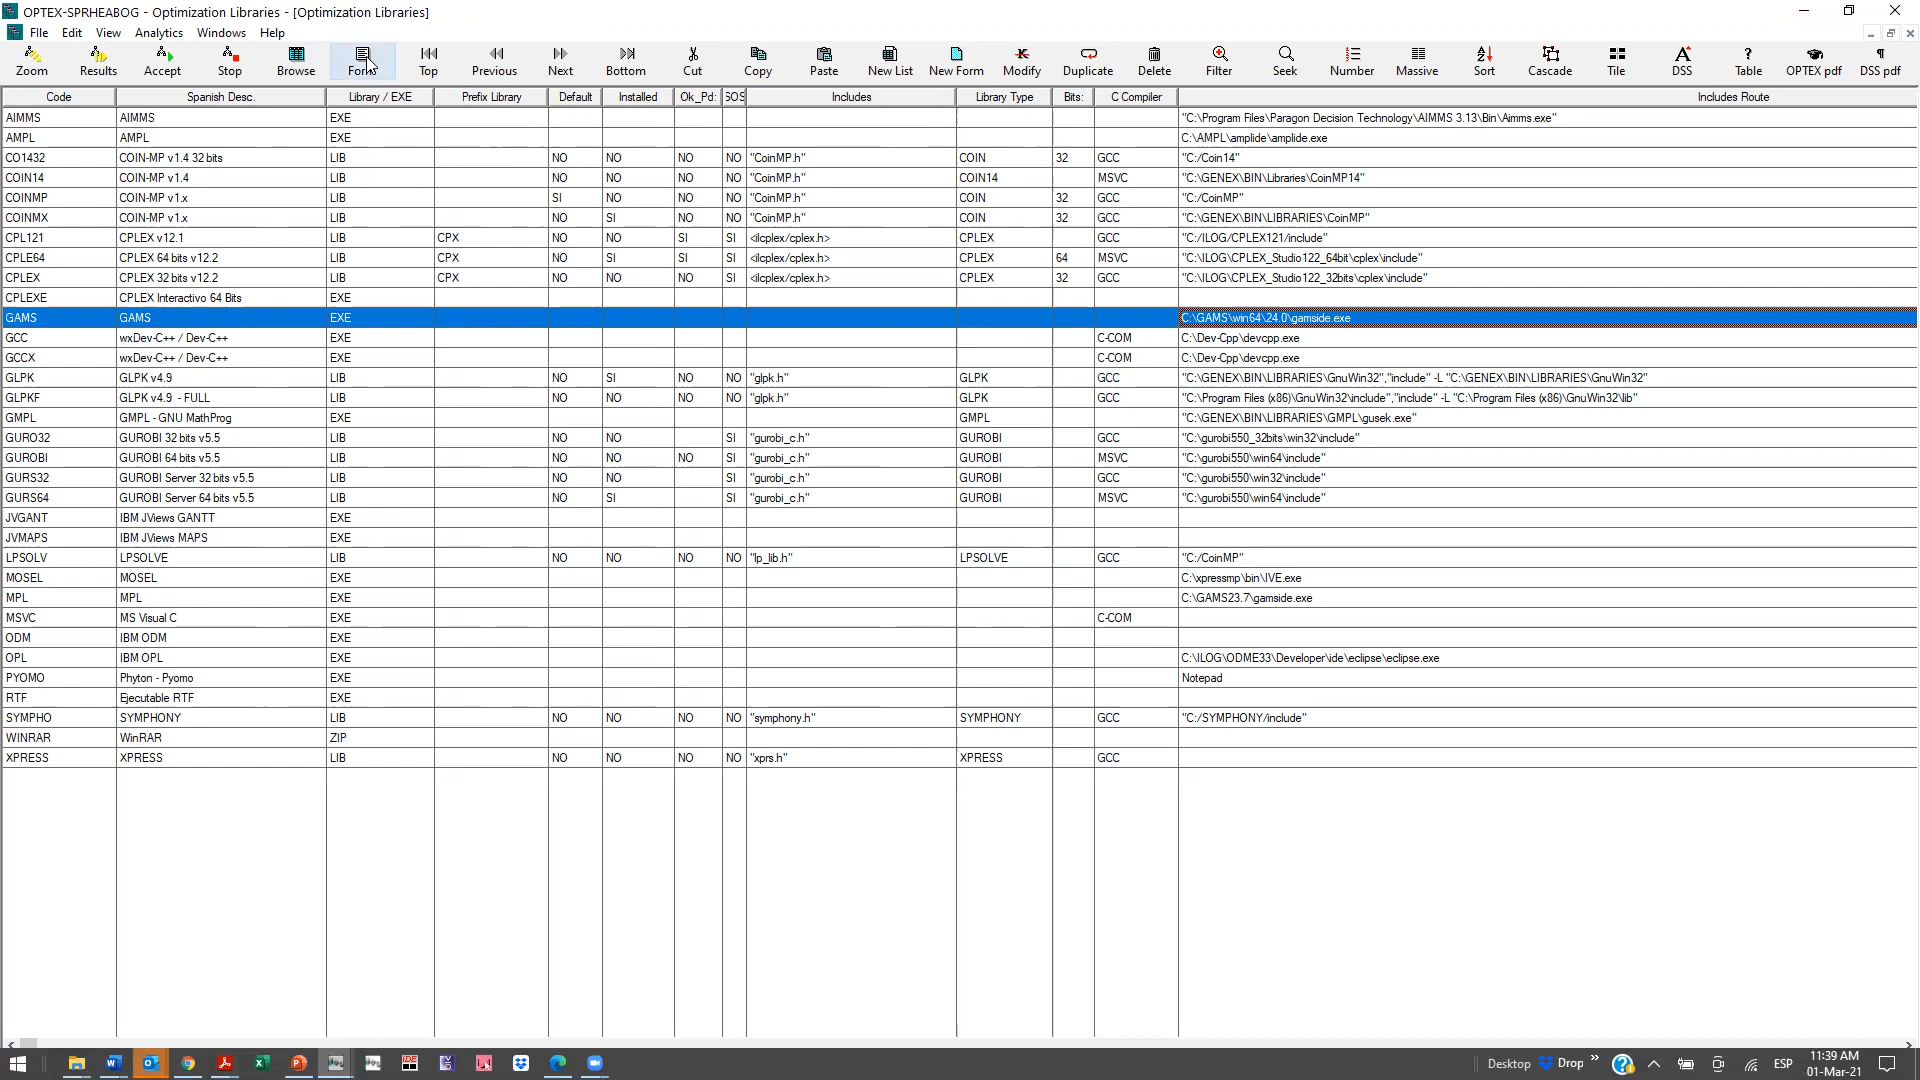 OPTEX-SPRHEABOG - Optimization Libraries - [Optimization Libraries]
FIle Edit View Analytics Windows Help
Zoom Results Accept Stop Browse Form Top Previous Next Bottom Cut Copy Paste New List New Form Modify Duplicate Delete Filter Seek Number Massive Sort Cascade Tile DSS Table OPTEX pdf DSS pdf
Code Spanish Desc. Library / EXE Prefix Library Default Installed Ok_Pd: SOS Includes Library Type Bits: C Compiler Includes Route
AIMMS AIMMS EXE "C:\Program Files\Paragon Decision Technology\AIMMS 3.13\Bin\Aimms.exe"
AMPL AMPL EXE C:\AMPL\amplide\amplide.exe
CO1432 COIN-MP v1.4 32 bits LIB NO NO NO NO "CoinMP.h" COIN 32 GCC "C:/Coin14"
COIN14 COIN-MP v1.4 LIB NO NO NO NO "CoinMP.h" COIN14 MSVC "C:\GENEX\BIN\Libraries\CoinMP14"
COINMP COIN-MP v1.x LIB SI NO NO NO "CoinMP.h" COIN 32 GCC "C:/CoinMP"
COINMX COIN-MP v1.x LIB NO SI NO NO "CoinMP.h" COIN 32 GCC "C:\GENEX\BIN\LIBRARIES\CoinMP"
CPL121 CPLEX v12.1 LIB CPX NO NO SI SI <ilcplex/cplex.h> CPLEX GCC "C:/ILOG/CPLEX121/include"
CPLE64 CPLEX 64 bits v12.2 LIB CPX NO SI SI SI <ilcplex/cplex.h> CPLEX 64 MSVC "C:\ILOG\CPLEX_Studio122_64bit\cplex\include"
CPLEX CPLEX 32 bits v12.2 LIB CPX NO NO NO SI <ilcplex/cplex.h> CPLEX 32 GCC "C:\ILOG\CPLEX_Studio122_32bits\cplex\include"
CPLEXE CPLEX Interactivo 64 Bits EXE
GAMS GAMS EXE C:\GAMS\win64\24.0\gamside.exe
GCC wxDev-C++ / Dev-C++ EXE C-COM C:\Dev-Cpp\devcpp.exe
GCCX wxDev-C++ / Dev-C++ EXE C-COM C:\Dev-Cpp\devcpp.exe
GLPK GLPK v4.9 LIB NO SI NO NO "glpk.h" GLPK GCC "C:\GENEX\BIN\LIBRARIES\GnuWin32","include" -L "C:\GENEX\BIN\LIBRARIES\GnuWin32"
GLPKF GLPK v4.9 - FULL LIB NO NO NO NO "glpk.h" GLPK GCC "C:\Program Files (x86)\GnuWin32\include","include" -L "C:\Program Files (x86)\GnuWin32\lib"
GMPL GMPL - GNU MathProg EXE GMPL "C:\GENEX\BIN\LIBRARIES\GMPL\gusek.exe"
GURO32 GUROBI 32 bits v5.5 LIB NO NO SI "gurobi_c.h" GUROBI GCC "C:\gurobi550_32bits\win32\include"
GUROBI GUROBI 64 bits v5.5 LIB NO NO NO SI "gurobi_c.h" GUROBI MSVC "C:\gurobi550\win64\include"
GURS32 GUROBI Server 32 bits v5.5 LIB NO NO SI "gurobi_c.h" GUROBI GCC "C:\gurobi550\win32\include"
GURS64 GUROBI Server 64 bits v5.5 LIB NO SI SI "gurobi_c.h" GUROBI MSVC "C:\gurobi550\win64\include"
JVGANT IBM JViews GANTT EXE
JVMAPS IBM JViews MAPS EXE
LPSOLV LPSOLVE LIB NO NO NO NO "lp_lib.h" LPSOLVE GCC "C:/CoinMP"
MOSEL MOSEL EXE C:\xpressmp\bin\IVE.exe
MPL MPL EXE C:\GAMS23.7\gamside.exe
MSVC MS Visual C EXE C-COM
ODM IBM ODM EXE
OPL IBM OPL EXE C:\ILOG\ODME33\Developer\ide\eclipse\eclipse.exe
PYOMO Phyton - Pyomo EXE Notepad
RTF Ejecutable RTF EXE
SYMPHO SYMPHONY LIB NO NO NO NO "symphony.h" SYMPHONY GCC "C:/SYMPHONY/include"
WINRAR WinRAR ZIP
XPRESS XPRESS LIB NO NO NO NO "xprs.h" XPRESS GCC
Desktop Drop ESP 11:39 AM
01-Mar-21